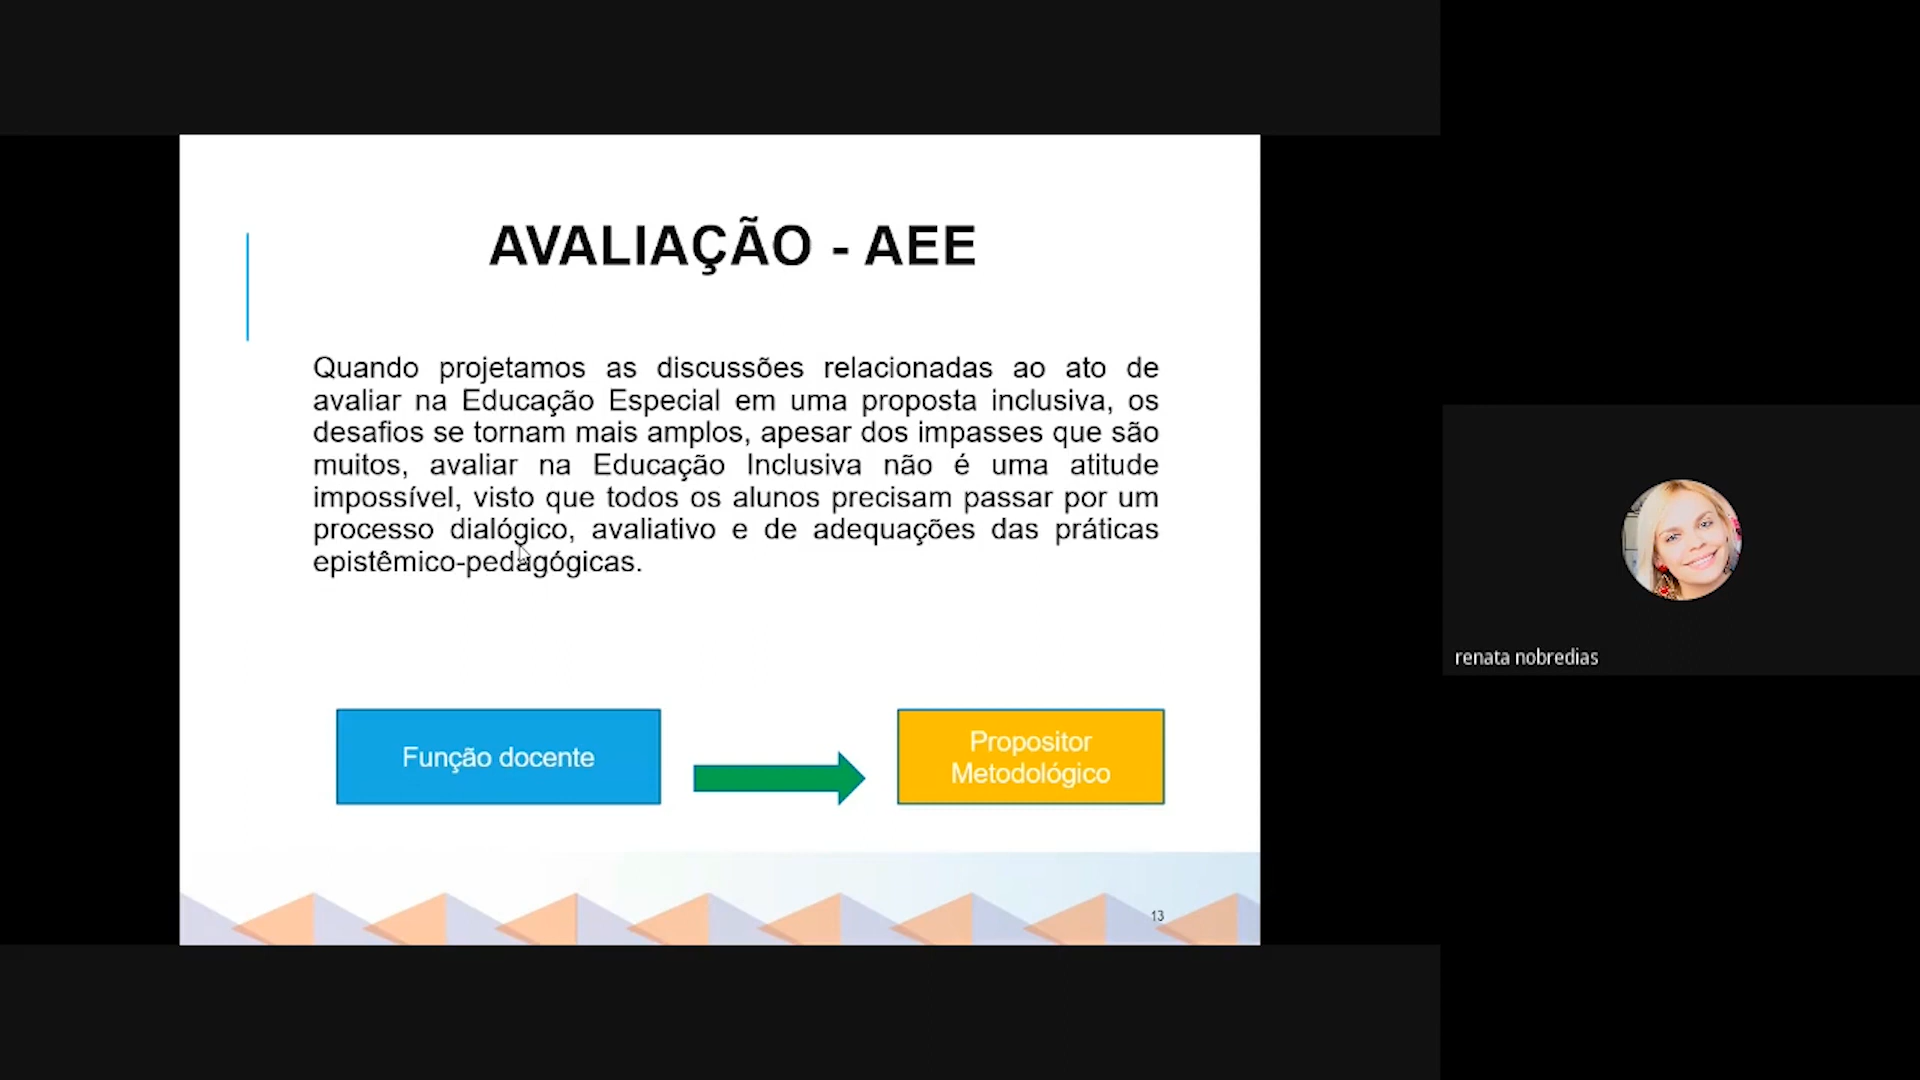 AVALIAÇÃO - AEE
Quando projetamos as discussões relacionadas ao ato de
avaliar na Educação Especial em uma proposta inclusiva, os
desafios se tornam mais amplos, apesar dos impasses que são
muitos, avaliar na Educação Inclusiva não é uma atitude
impossível, visto que todos os alunos precisam passar por um
processo dialógico, avaliativo e de adequações das práticas
epistêmico-pedagógicas.
Função docente
Propositor
Metodológico
13
renata nobredias